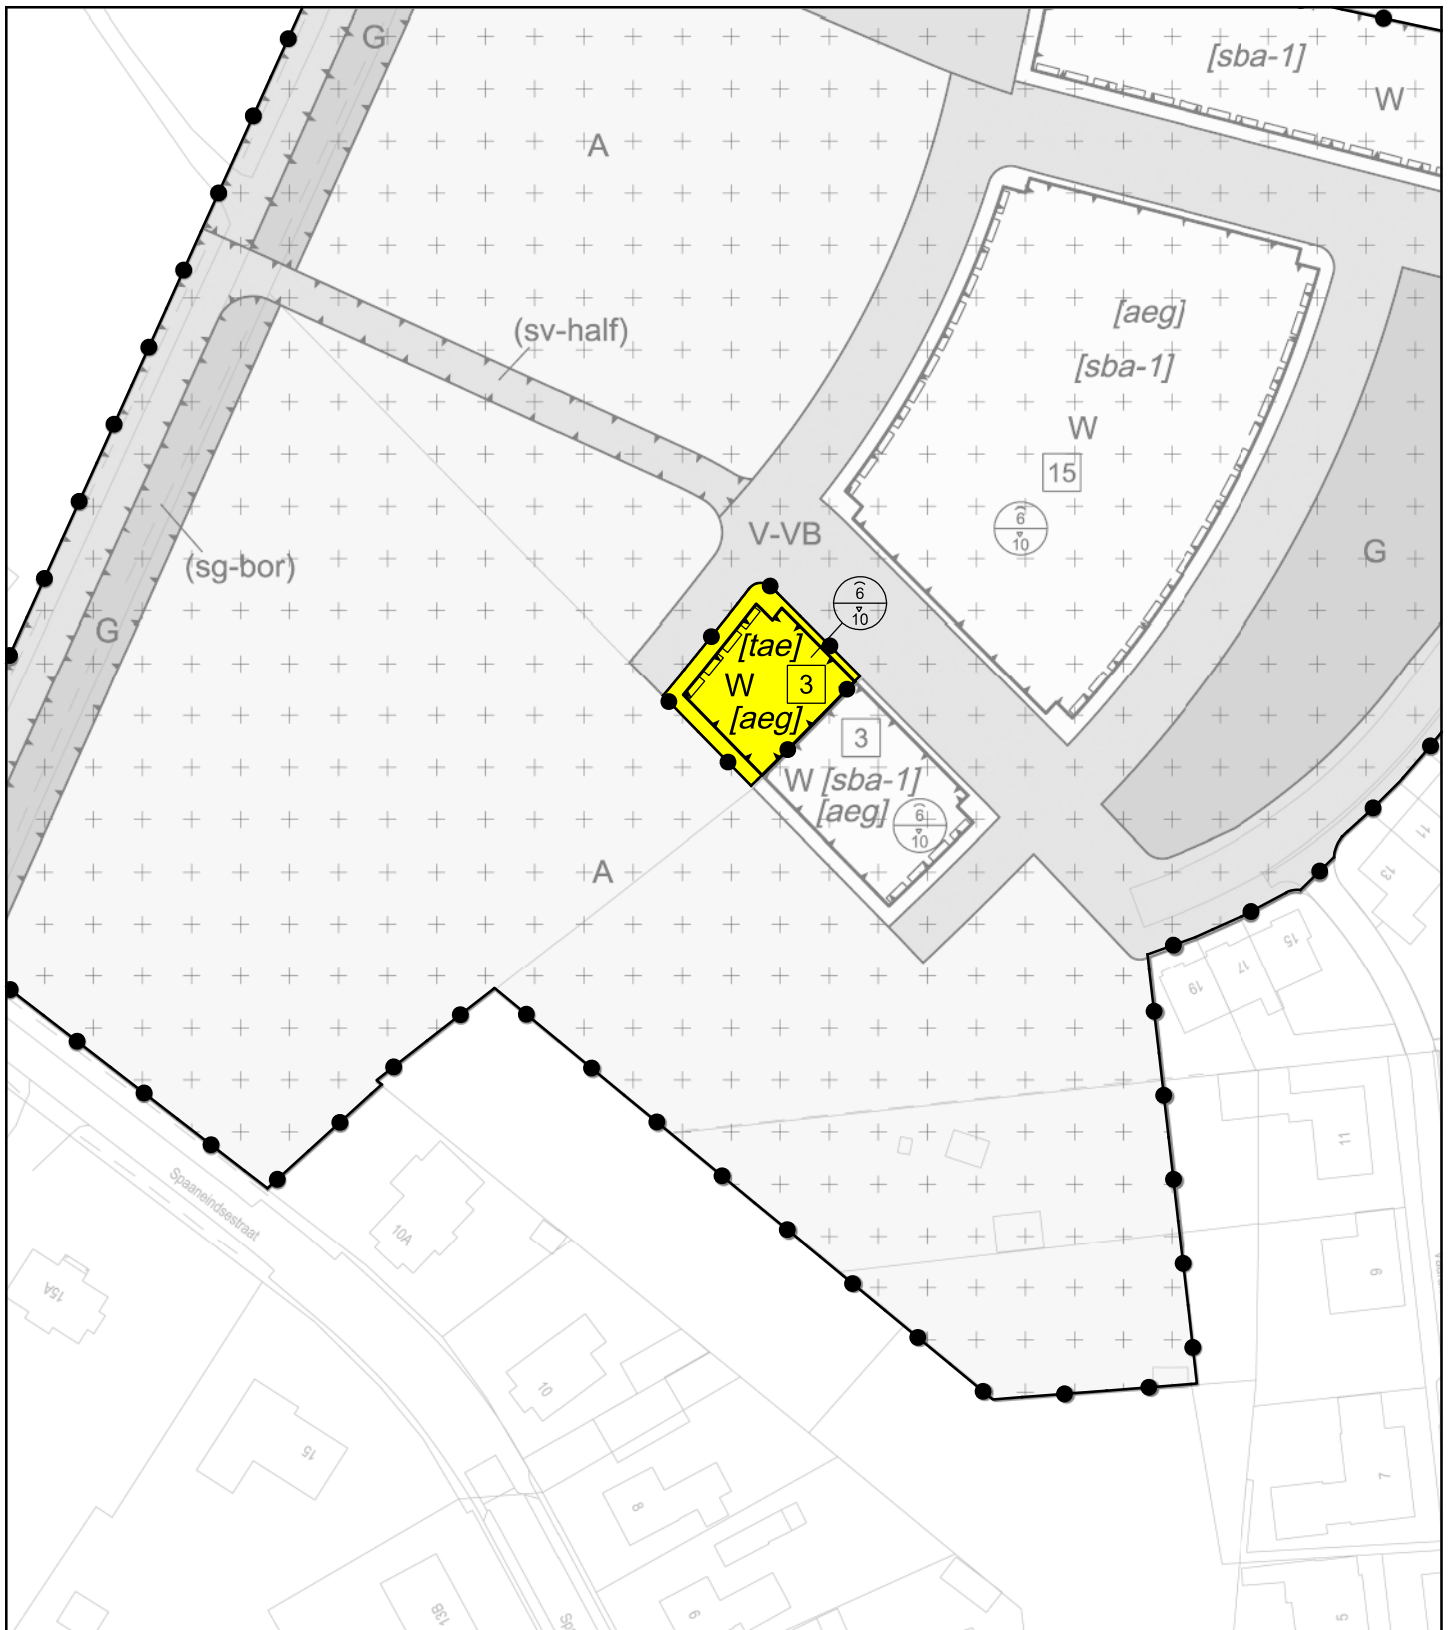 G
[sba-1]
W
A
[aeg]
(sv-half)
[sba-1]
W
15
6
10
V-VB
G
(sg-bor)
6
10
G
[tae]
W
3
[aeg]
3
W [sba-1]
[aeg]
6
10
A
11
13
15
17
19
11
Spaaneindsestraat
10A
15A
9
10
15
7
8
13B
9
5